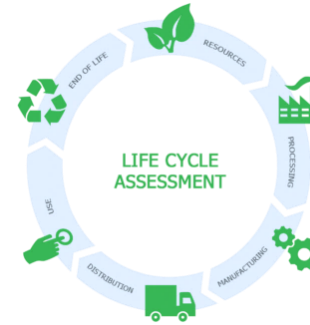 RESOURCES
PROCESSING
MANUFACTURING
DISTRIBUTION
USE
END OF LIFE
LIFE CYCLE
ASSESSMENT